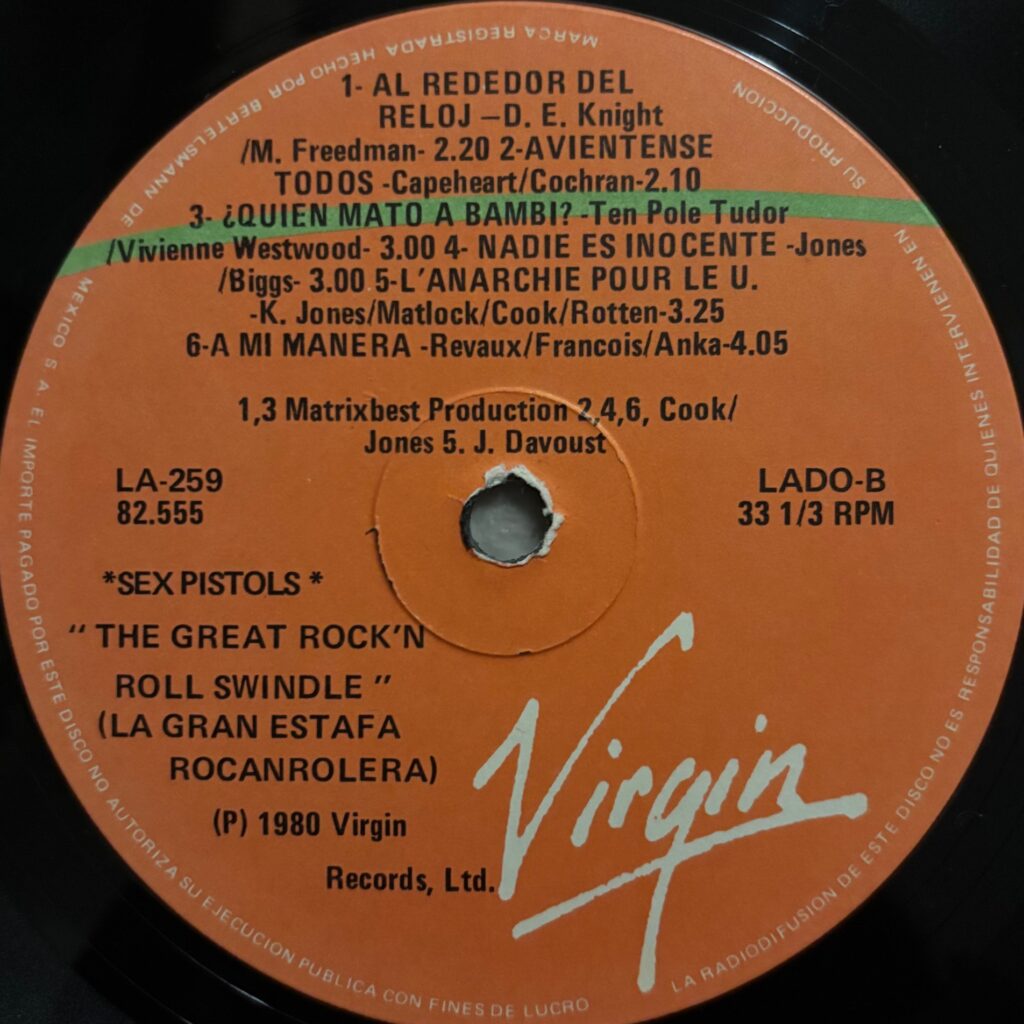 1- AL REDEDOR DEL
RELOJ –D. E. Knight
/M. Freedman- 2.20 2-AVIENTENSE
TODOS -Capeheart/Cochran-2.10
3- ¿QUIEN MATO A BAMBI? -Ten Pole Tudor
/Vivienne Westwood- 3.00 4- NADIE ES INOCENTE -Jones
/Biggs- 3.00 5-L'ANARCHIE POUR LE U.
-K. Jones/Matlock/Cook/Rotten-3.25
6-A MI MANERA -Revaux/Francois/Anka-4.05
1,3 Matrixbest Production 2,4,6, Cook/
Jones 5. J. Davoust
LA-259
82.555
LADO-B
33 1/3 RPM
*SEX PISTOLS *
“ THE GREAT ROCK'N
ROLL SWINDLE ”
(LA GRAN ESTAFA
ROCANROLERA)
(P) 1980 Virgin
Records, Ltd.
Virgin
MARCA REGISTRADA HECHO POR BERTELSMANN DE MEXICO S A. EL IMPORTE PAGADO POR ESTE DISCO NO AUTORIZA SU EJECUCION PUBLICA CON FINES DE LUCRO
LA RADIODIFUSION DE ESTE DISCO NO ES RESPONSABILIDAD DE QUIENES INTERVIENEN EN SU PRODUCCION